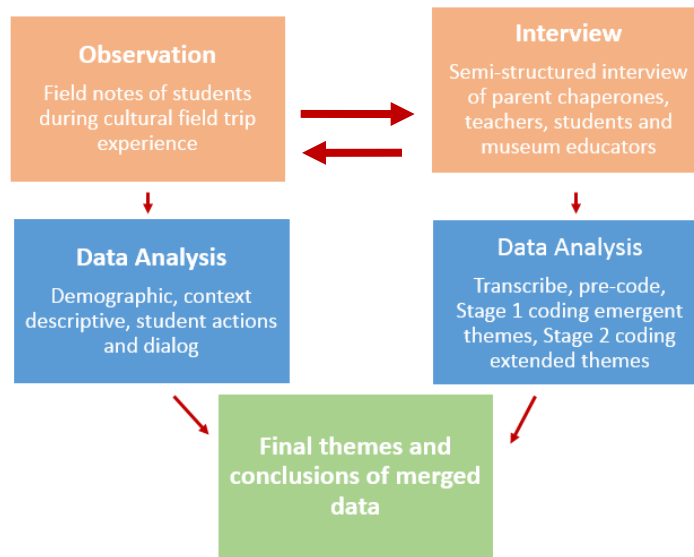 Observation
Field notes of students
during cultural field trip
experience
Interview
Semi-structured interview
of parent chaperones,
teachers, students and
museum educators
Data Analysis
Demographic, context
descriptive, student actions
and dialog
Data Analysis
Transcribe, pre-code,
Stage 1 coding emergent
themes, Stage 2 coding
extended themes
Final themes and
conclusions of merged
data